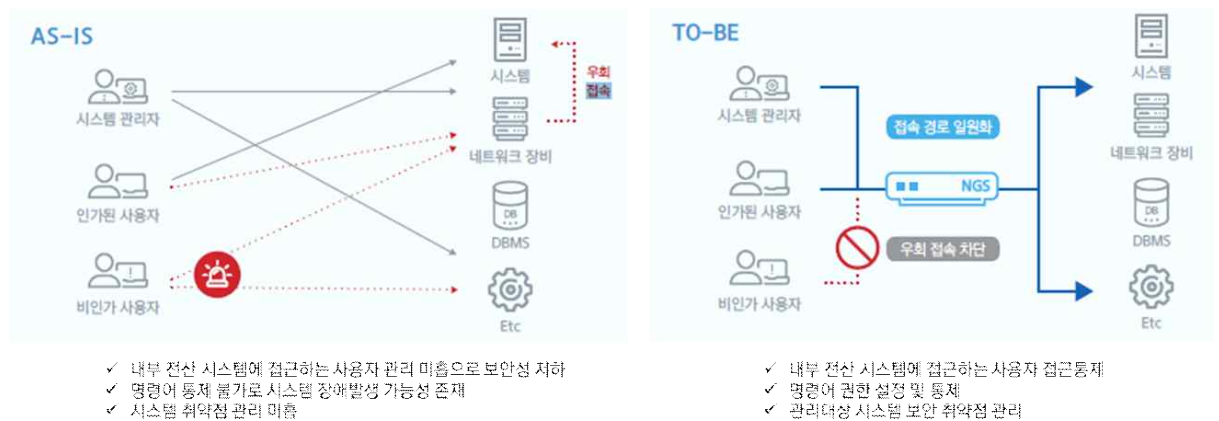 AS-IS
시스템
우회
접속
시스템 관리자
네트워크 장비
인가된 사용자
DB
DBMS
비인가 사용자
Etc
✓ 내부 전산 시스템에 접근하는 사용자 관리 미흡으로 보안성 저하
✓ 명령어 통제 불가로 시스템 장애발생 가능성 존재
✓ 시스템 취약점 관리 미흡
TO-BE
시스템
시스템 관리자
접속 경로 일원화
네트워크 장비
NGS
인가된 사용자
DB
DBMS
우회 접속 차단
비인가 사용자
Etc
✓ 내부 전산 시스템에 접근하는 사용자 접근통제
✓ 명령어 권한 설정 및 통제
✓ 관리대상 시스템 보안 취약점 관리